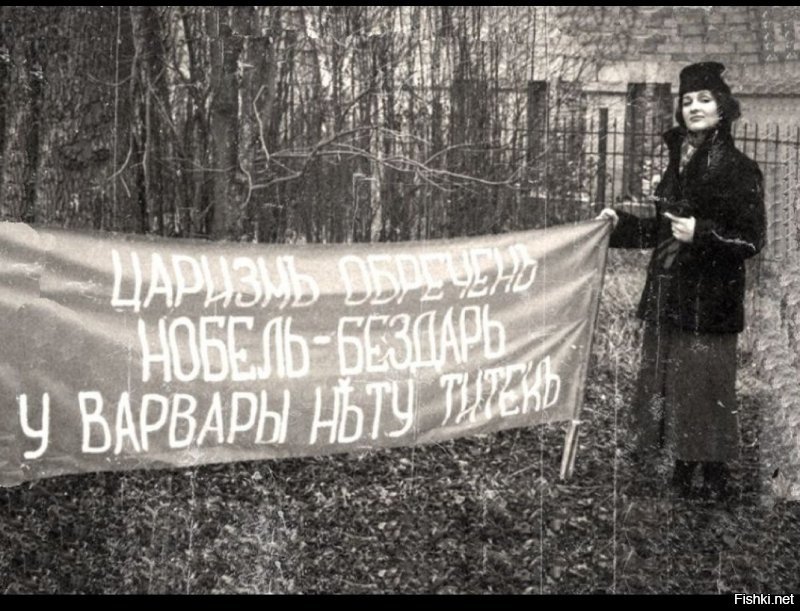 ЦАРИЗМЪ ОБРЕЧЕНЪ
НОБЕЛЬ-БЕЗДАРЬ
У ВАРВАРЫ НѢТУ ТИТЕКЪ
Fishki.net